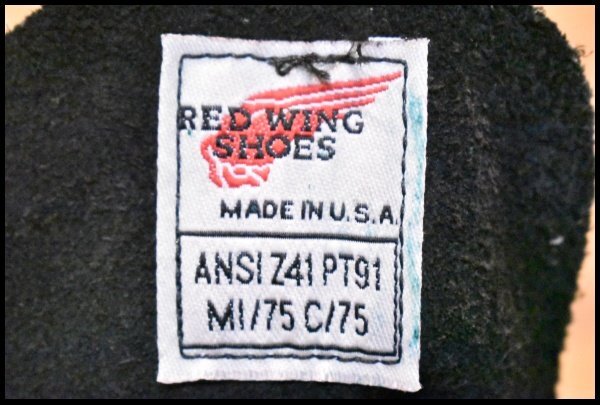 RED WING
SHOES
MADE IN U.S.A.
ANSI Z41 PT91
MI/75 C/75